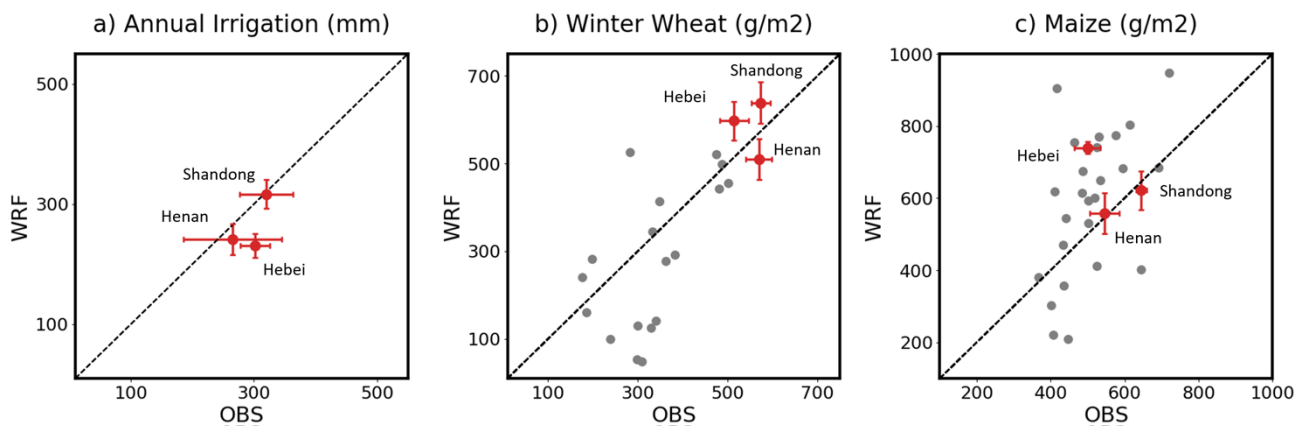 a) Annual Irrigation (mm)
b) Winter Wheat (g/m2)
c) Maize (g/m2)
500
300
100
WRF
Shandong
Henan
Hebei
100
300
500
OBS
700
500
300
100
WRF
Shandong
Hebei
Henan
100
300
500
700
OBS
1000
800
600
400
200
WRF
Hebei
Shandong
Henan
200
400
600
800
1000
OBS